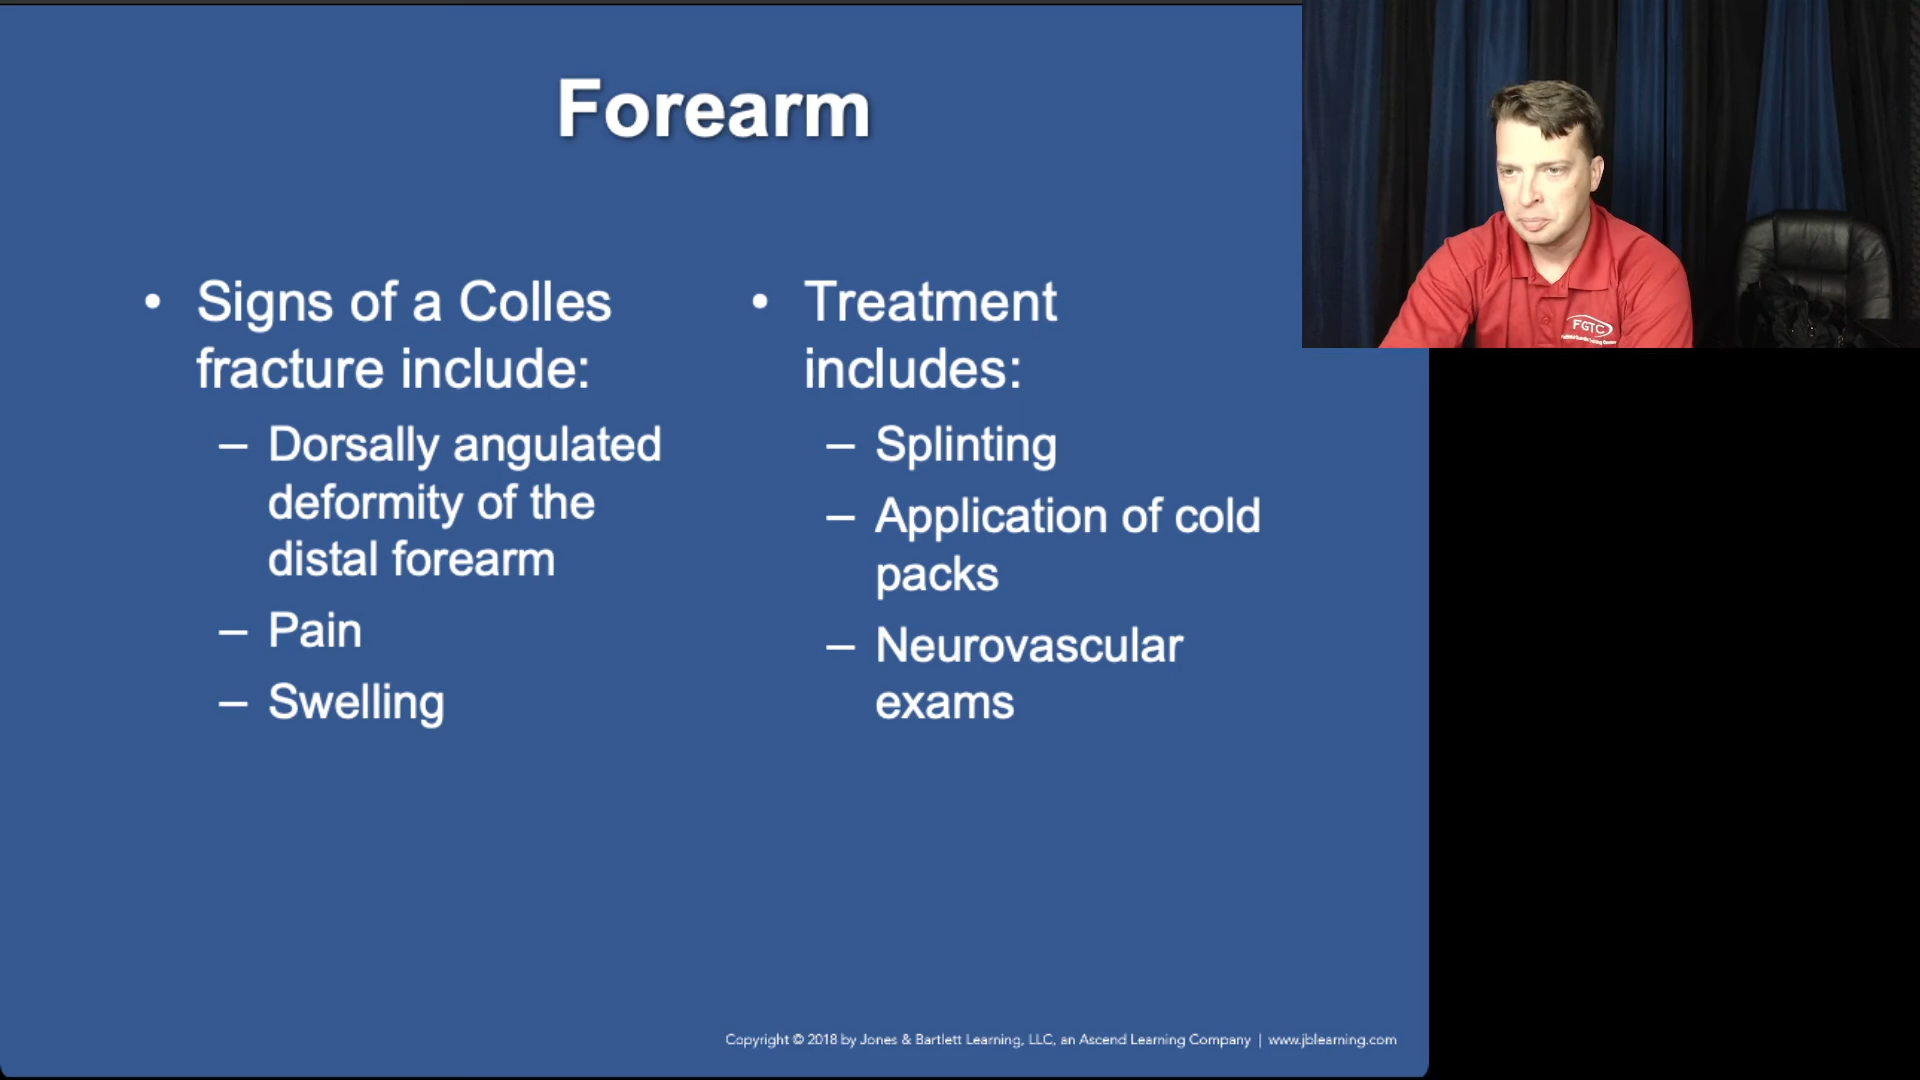 Forearm
• Signs of a Colles
fracture include:
– Dorsally angulated
deformity of the
distal forearm
– Pain
– Swelling
• Treatment
includes:
– Splinting
– Application of cold
packs
– Neurovascular
exams
FGTC
Copyright © 2018 by Jones & Bartlett Learning, LLC, an Ascend Learning Company | www.jblearning.com